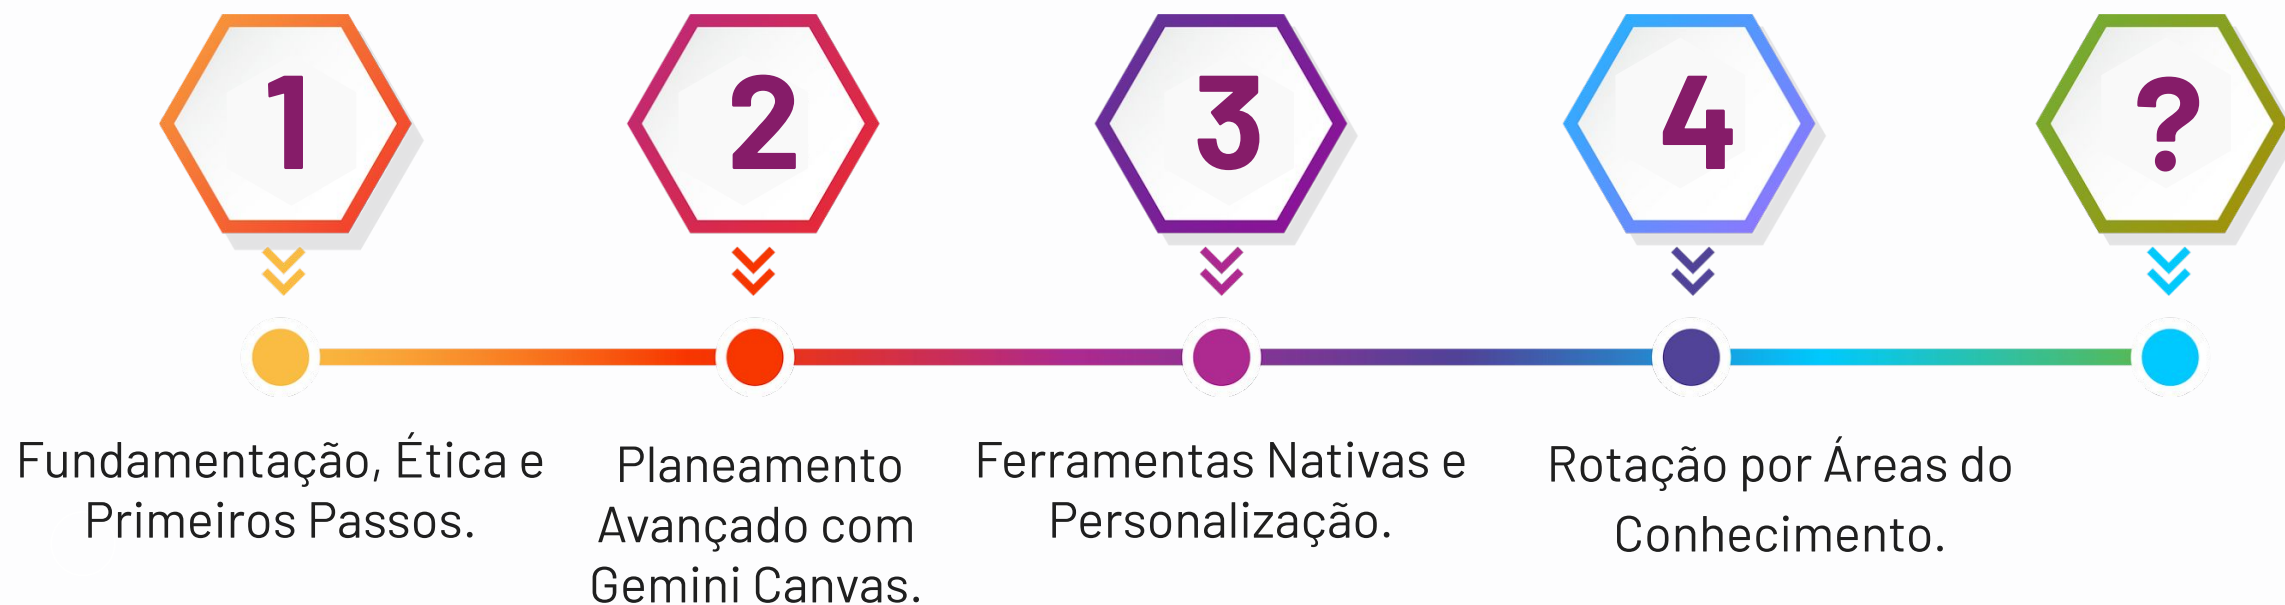 1
2
3
4
?
Fundamentação, Ética e
Primeiros Passos.
Planeamento
Avançado com
Gemini Canvas.
Ferramentas Nativas e
Personalização.
Rotação por Áreas do
Conhecimento.